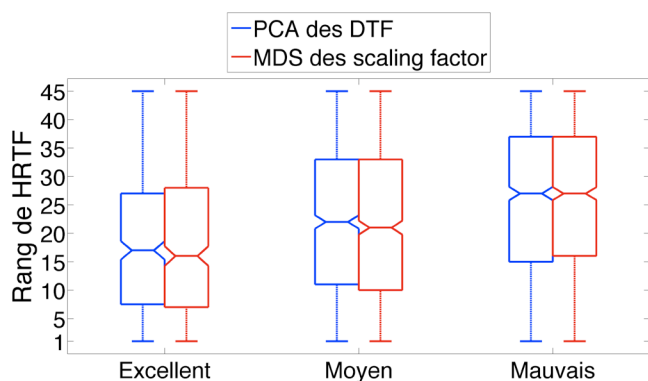 PCA des DTF
MDS des scaling factor
Rang de HRTF
45
40
35
30
25
20
15
10
5
1
Excellent Moyen Mauvais